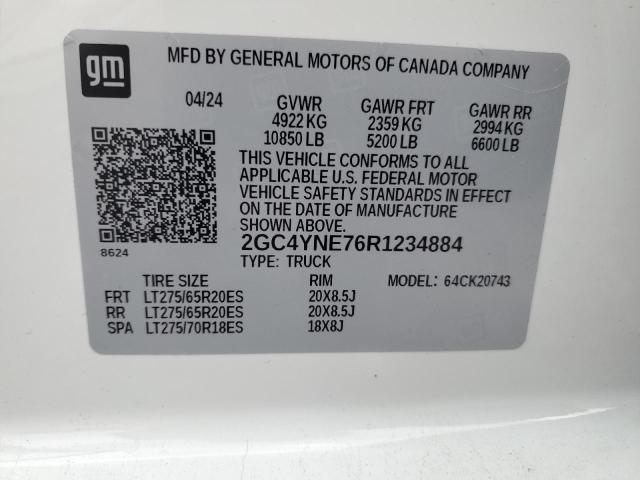 gm
MFD BY GENERAL MOTORS OF CANADA COMPANY
04/24 GVWR GAWR FRT GAWR RR
4922 KG 2359 KG 2994 KG
10850 LB 5200 LB 6600 LB
THIS VEHICLE CONFORMS TO ALL
APPLICABLE U.S. FEDERAL MOTOR
VEHICLE SAFETY STANDARDS IN EFFECT
ON THE DATE OF MANUFACTURE
SHOWN ABOVE.
8624
2GC4YNE76R1234884
TYPE: TRUCK
TIRE SIZE RIM MODEL: 64CK20743
FRT LT275/65R20ES 20X8.5J
RR LT275/65R20ES 20X8.5J
SPA LT275/70R18ES 18X8J